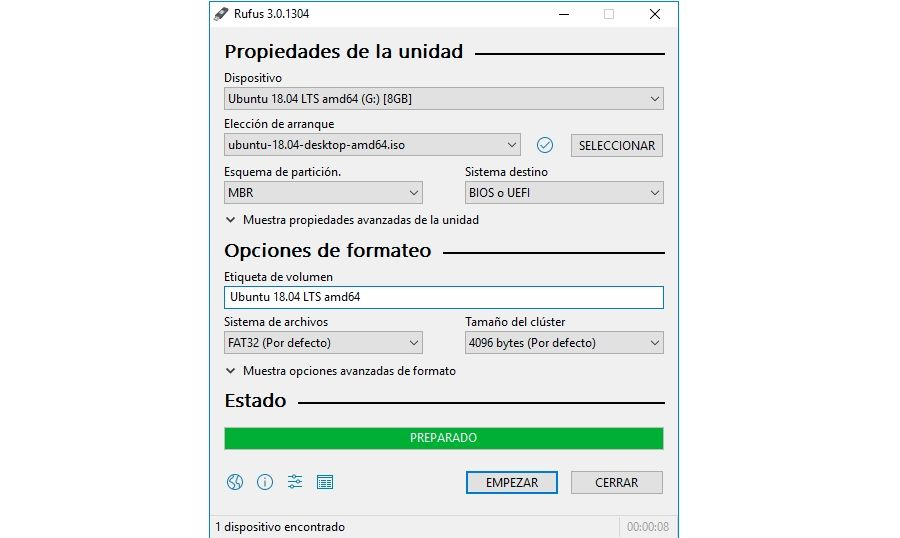 Rufus 3.0.1304
Propiedades de la unidad
Dispositivo
Ubuntu 18.04 LTS amd64 (G:) [8GB]
Elección de arranque
ubuntu-18.04-desktop-amd64.iso
SELECCIONAR
Esquema de partición.
Sistema destino
MBR
BIOS o UEFI
Muestra propiedades avanzadas de la unidad
Opciones de formateo
Etiqueta de volumen
Ubuntu 18.04 LTS amd64
Sistema de archivos
Tamaño del clúster
FAT32 (Por defecto)
4096 bytes (Por defecto)
Muestra opciones avanzadas de formato
Estado
PREPARADO
EMPEZAR
CERRAR
1 dispositivo encontrado
00:00:08